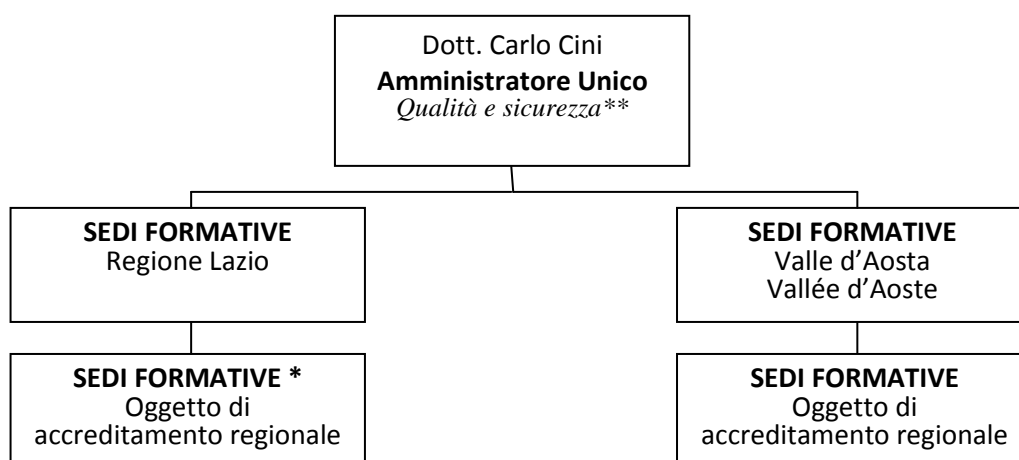 Dott. Carlo Cini
Amministratore Unico
Qualità e sicurezza**
SEDI FORMATIVE
Regione Lazio
SEDI FORMATIVE
Valle d’Aosta
Vallée d’Aoste
SEDI FORMATIVE *
Oggetto di
accreditamento regionale
SEDI FORMATIVE
Oggetto di
accreditamento regionale